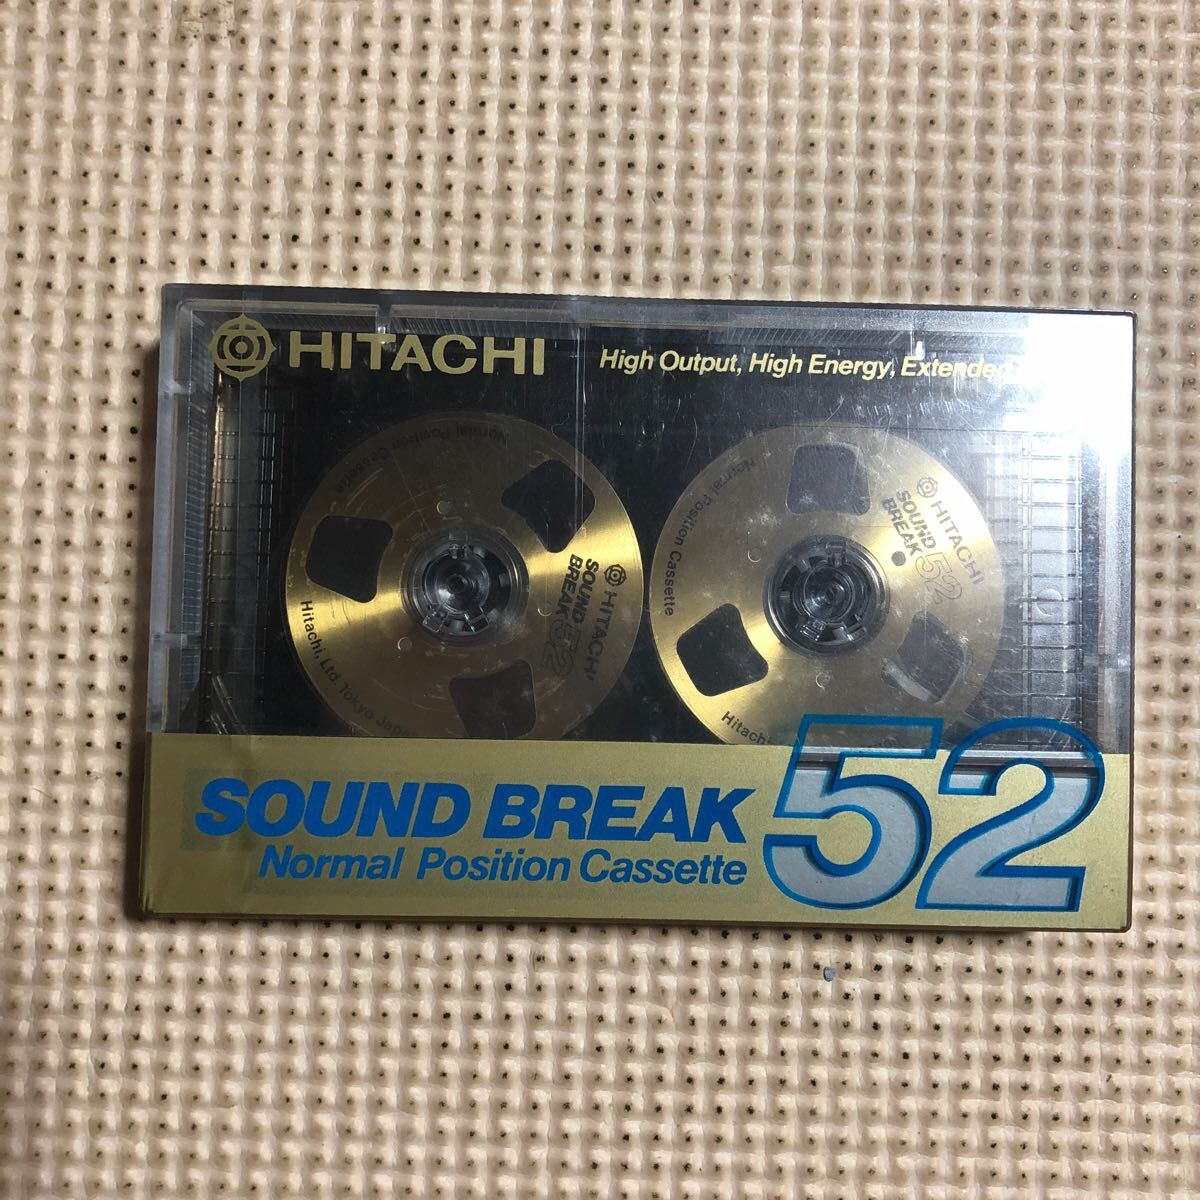 HITACHI
High Output, High Energy, Extended
Normal Position Cassette
HITACHI
SOUND
BREAK 52
Hitachi, Ltd. Tokyo
Normal Position Cassette
HITACHI
SOUND
BREAK 52
Hitachi
SOUND BREAK 52
Normal Position Cassette